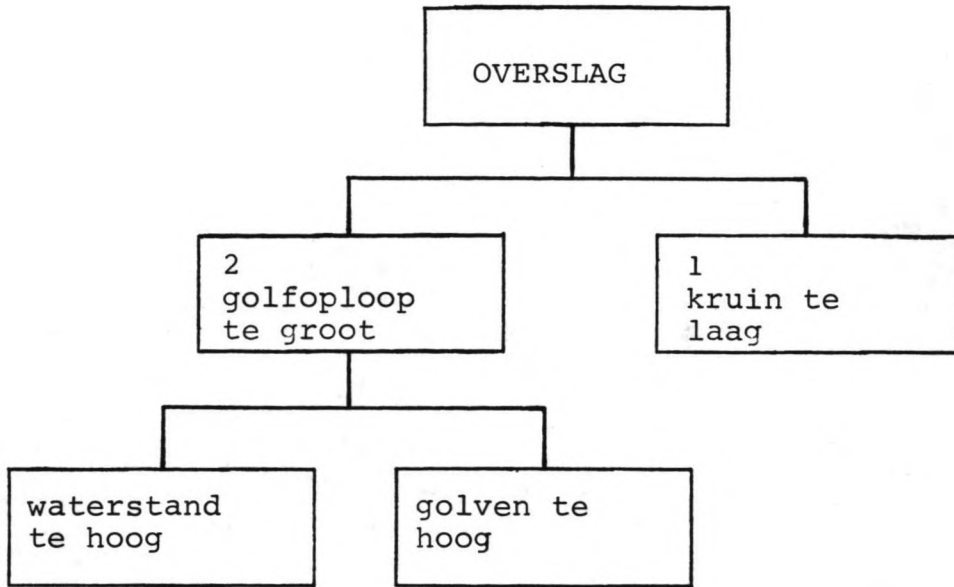 OVERSLAG
2
golfoploop
te groot
1
kruin te
laag
waterstand
te hoog
golven te
hoog